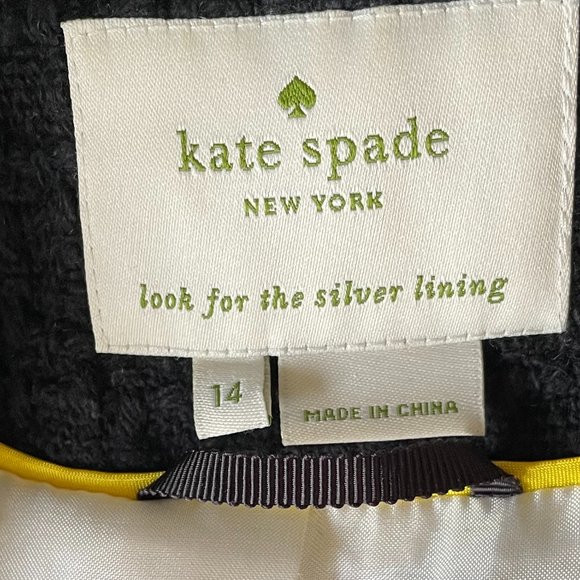 kate spade
NEW YORK
look for the silver lining
14
MADE IN CHINA